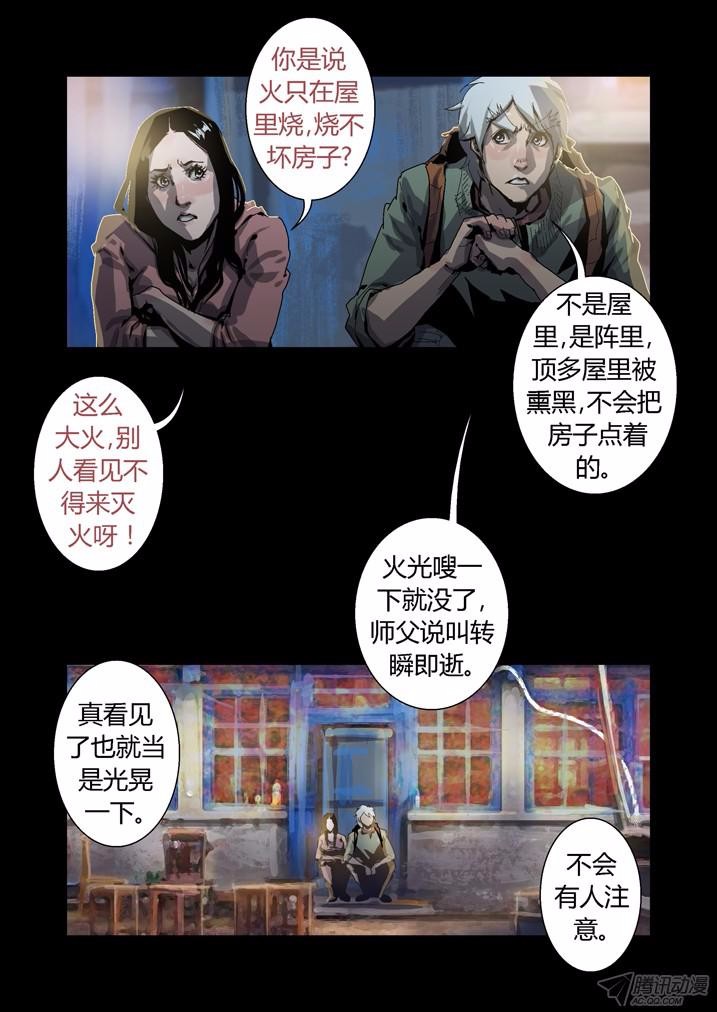 你是说
火只在屋
里烧,烧不
坏房子?
不是屋
里,是阵里,
顶多屋里被
熏黑,不会把
房子点着
的。
这么
大火,别
人看见不
得来灭
火呀!
火光嗖一
下就没了,
师父说叫转
瞬即逝。
真看见
了也就当
是光晃
一下。
不会
有人注
意。
腾讯动漫